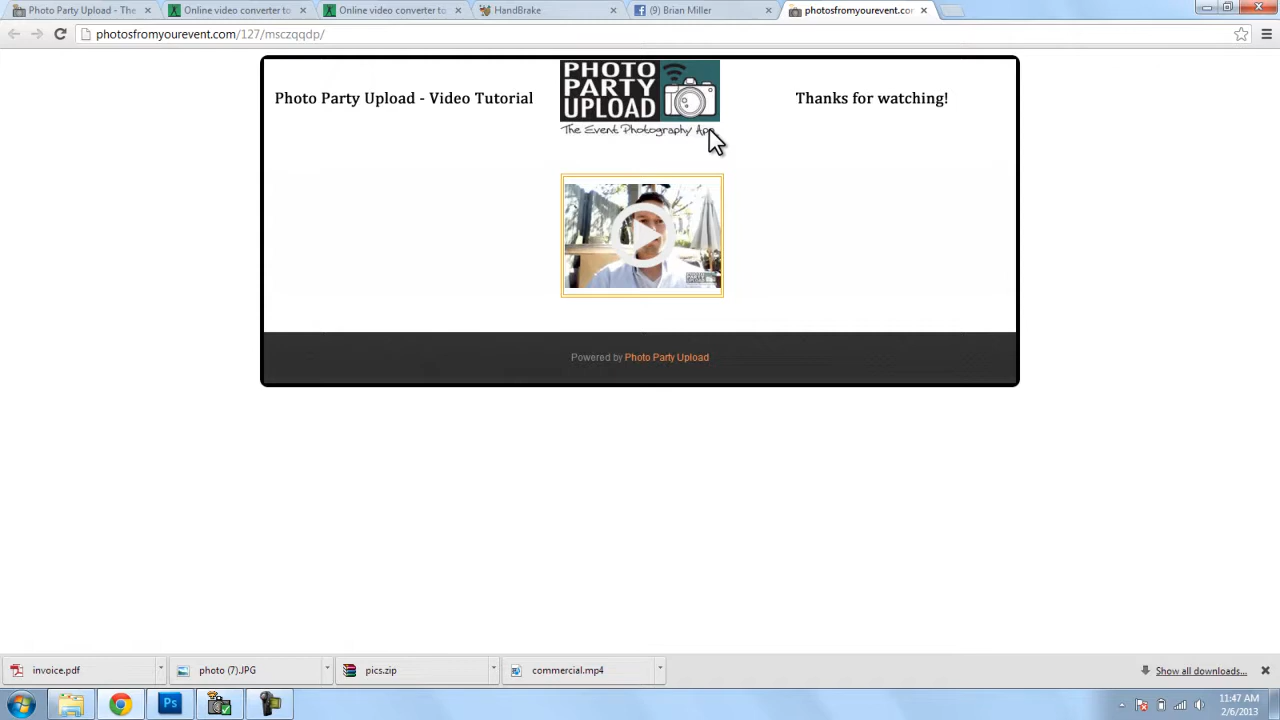 Photo Party Upload - The
Online video converter to
Online video converter to
HandBrake
(9) Brian Miller
photosfromyourevent.co
photosfromyourevent.com/127/msczqqdp/
Photo Party Upload - Video Tutorial
PHOTO
PARTY
UPLOAD
The Event Photography App
Thanks for watching!
Powered by Photo Party Upload
invoice.pdf
photo (7).JPG
pics.zip
commercial.mp4
Show all downloads...
Ps
11:47 AM
2/6/2013